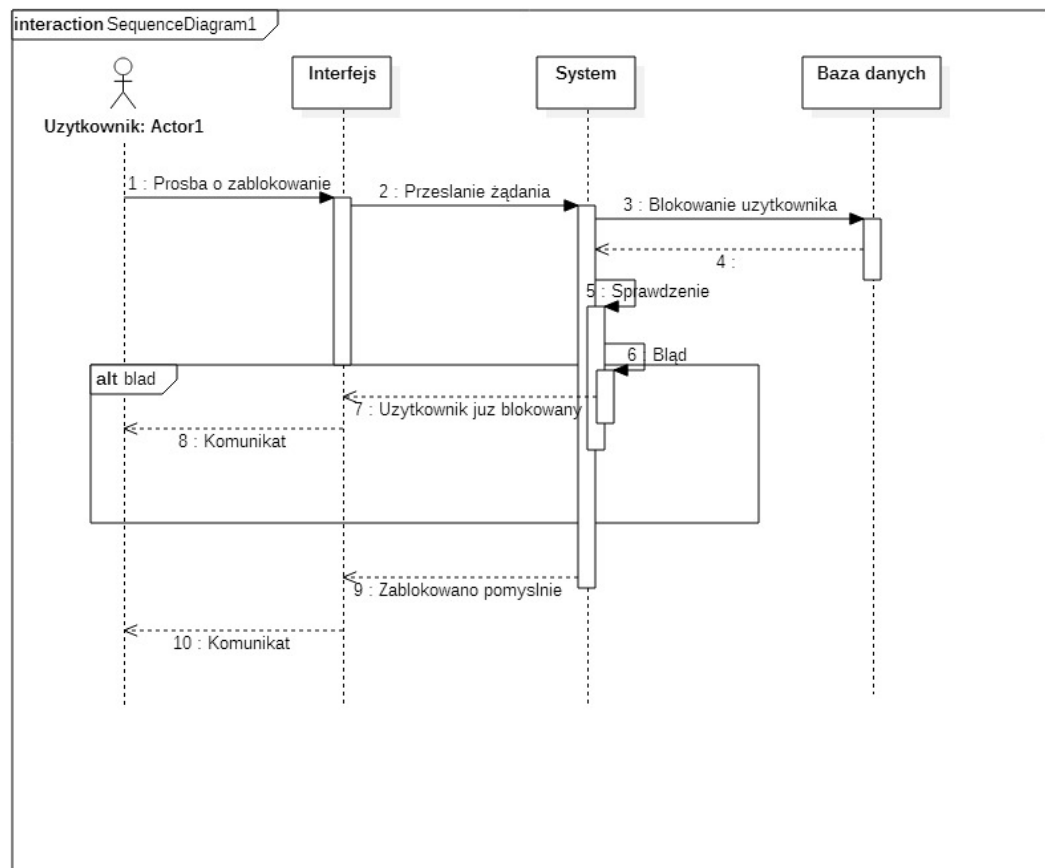 interaction SequenceDiagram1
Uzytkownik: Actor1
Interfejs
System
Baza danych
1 : Prosba o zablokowanie
2 : Przeslanie żądania
3 : Blokowanie uzytkownika
4 :
5 : Sprawdzenie
6 : Bląd
alt blad
7 : Uzytkownik juz blokowany
8 : Komunikat
9 : Zablokowano pomyslnie
10 : Komunikat